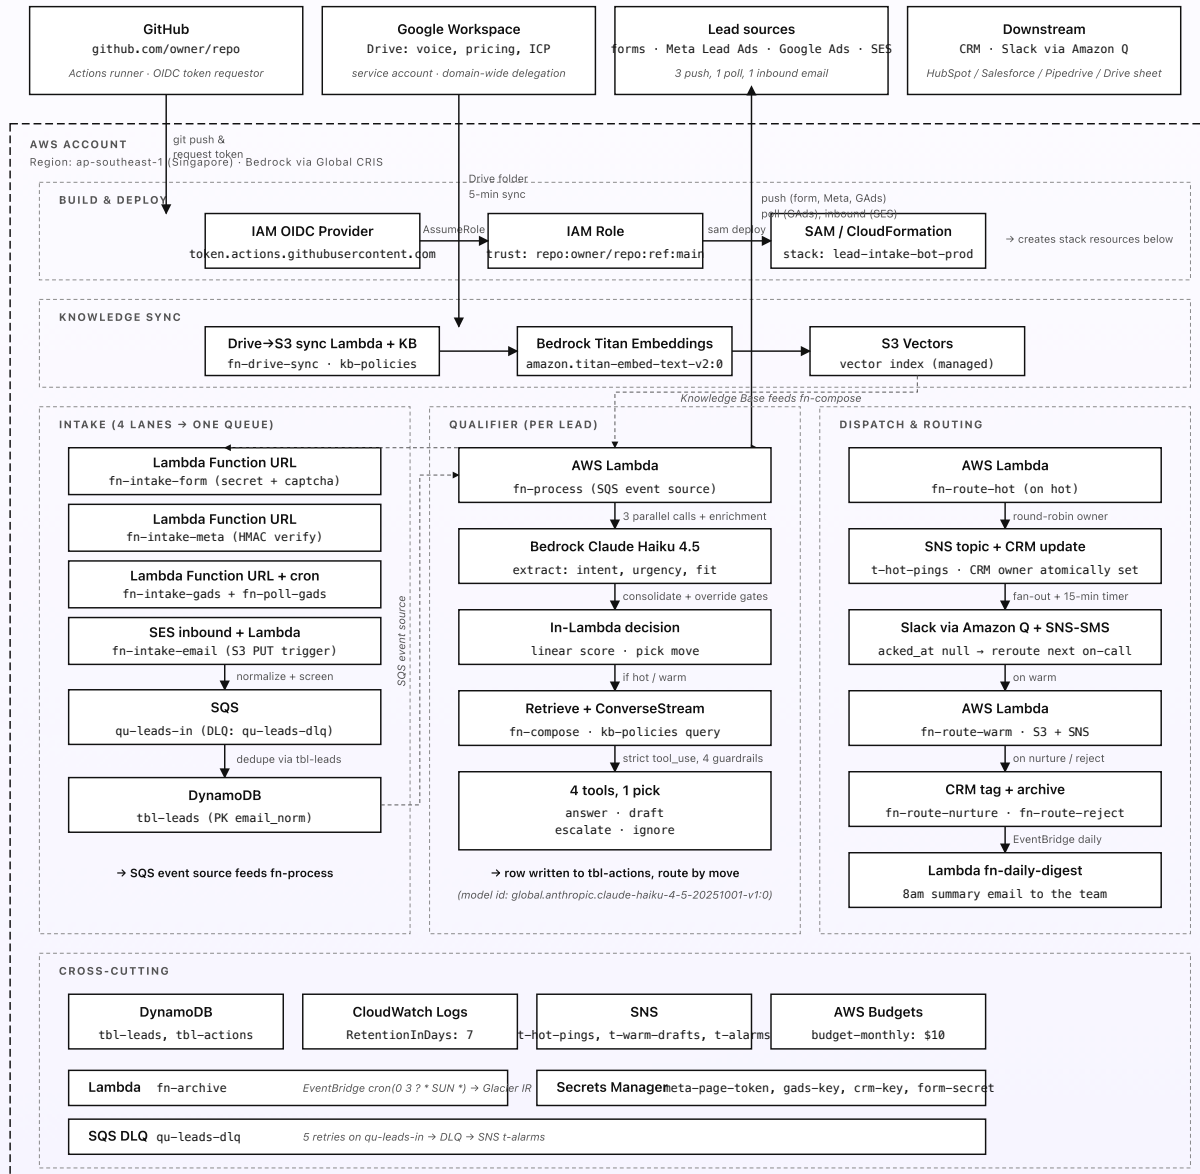 GitHub
github.com/owner/repo
Actions runner · OIDC token requestor
Google Workspace
Drive: voice, pricing, ICP
service account · domain-wide delegation
Lead sources
forms · Meta Lead Ads · Google Ads · SES
3 push, 1 poll, 1 inbound email
Downstream
CRM · Slack via Amazon Q
HubSpot / Salesforce / Pipedrive / Drive sheet
AWS ACCOUNT
Region: ap-southeast-1 (Singapore) · Bedrock via Global CRIS
git push &
request token
Drive folder
5-min sync
push (form, Meta, GAds)
poll (GAds), inbound (SES)
BUILD & DEPLOY
IAM OIDC Provider
token.actions.githubusercontent.com
AssumeRole
IAM Role
trust: repo:owner/repo:ref:main
sam deploy
SAM / CloudFormation
stack: lead-intake-bot-prod
→ creates stack resources below
KNOWLEDGE SYNC
Drive→S3 sync Lambda + KB
fn-drive-sync · kb-policies
Bedrock Titan Embeddings
amazon.titan-embed-text-v2:0
S3 Vectors
vector index (managed)
Knowledge Base feeds fn-compose
INTAKE (4 LANES → ONE QUEUE)
Lambda Function URL
fn-intake-form (secret + captcha)
Lambda Function URL
fn-intake-meta (HMAC verify)
Lambda Function URL + cron
fn-intake-gads + fn-poll-gads
SES inbound + Lambda
fn-intake-email (S3 PUT trigger)
normalize + screen
SQS
qu-leads-in (DLQ: qu-leads-dlq)
dedupe via tbl-leads
DynamoDB
tbl-leads (PK email_norm)
→ SQS event source feeds fn-process
SQS event source
QUALIFIER (PER LEAD)
AWS Lambda
fn-process (SQS event source)
3 parallel calls + enrichment
Bedrock Claude Haiku 4.5
extract: intent, urgency, fit
consolidate + override gates
In-Lambda decision
linear score · pick move
if hot / warm
Retrieve + ConverseStream
fn-compose · kb-policies query
strict tool_use, 4 guardrails
4 tools, 1 pick
answer · draft
escalate · ignore
→ row written to tbl-actions, route by move
(model id: global.anthropic.claude-haiku-4-5-20251001-v1:0)
DISPATCH & ROUTING
AWS Lambda
fn-route-hot (on hot)
round-robin owner
SNS topic + CRM update
t-hot-pings · CRM owner atomically set
fan-out + 15-min timer
Slack via Amazon Q + SNS-SMS
acked_at null → reroute next on-call
on warm
AWS Lambda
fn-route-warm · S3 + SNS
on nurture / reject
CRM tag + archive
fn-route-nurture · fn-route-reject
EventBridge daily
Lambda fn-daily-digest
8am summary email to the team
CROSS-CUTTING
DynamoDB
tbl-leads, tbl-actions
CloudWatch Logs
RetentionInDays: 7
SNS
t-hot-pings, t-warm-drafts, t-alarms
AWS Budgets
budget-monthly: $10
Lambda fn-archive EventBridge cron(0 3 ? * SUN *) → Glacier IR
Secrets Manager meta-page-token, gads-key, crm-key, form-secret
SQS DLQ qu-leads-dlq 5 retries on qu-leads-in → DLQ → SNS t-alarms